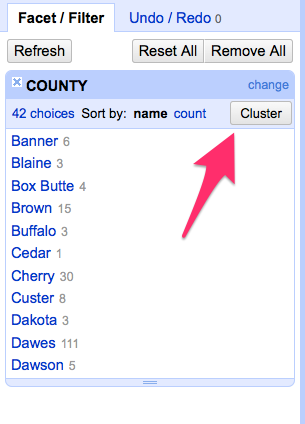 Facet / Filter Undo / Redo 0
Refresh Reset All Remove All
COUNTY change
42 choices Sort by: name count Cluster
Banner 6
Blaine 3
Box Butte 4
Brown 15
Buffalo 3
Cedar 1
Cherry 30
Custer 8
Dakota 3
Dawes 111
Dawson 5